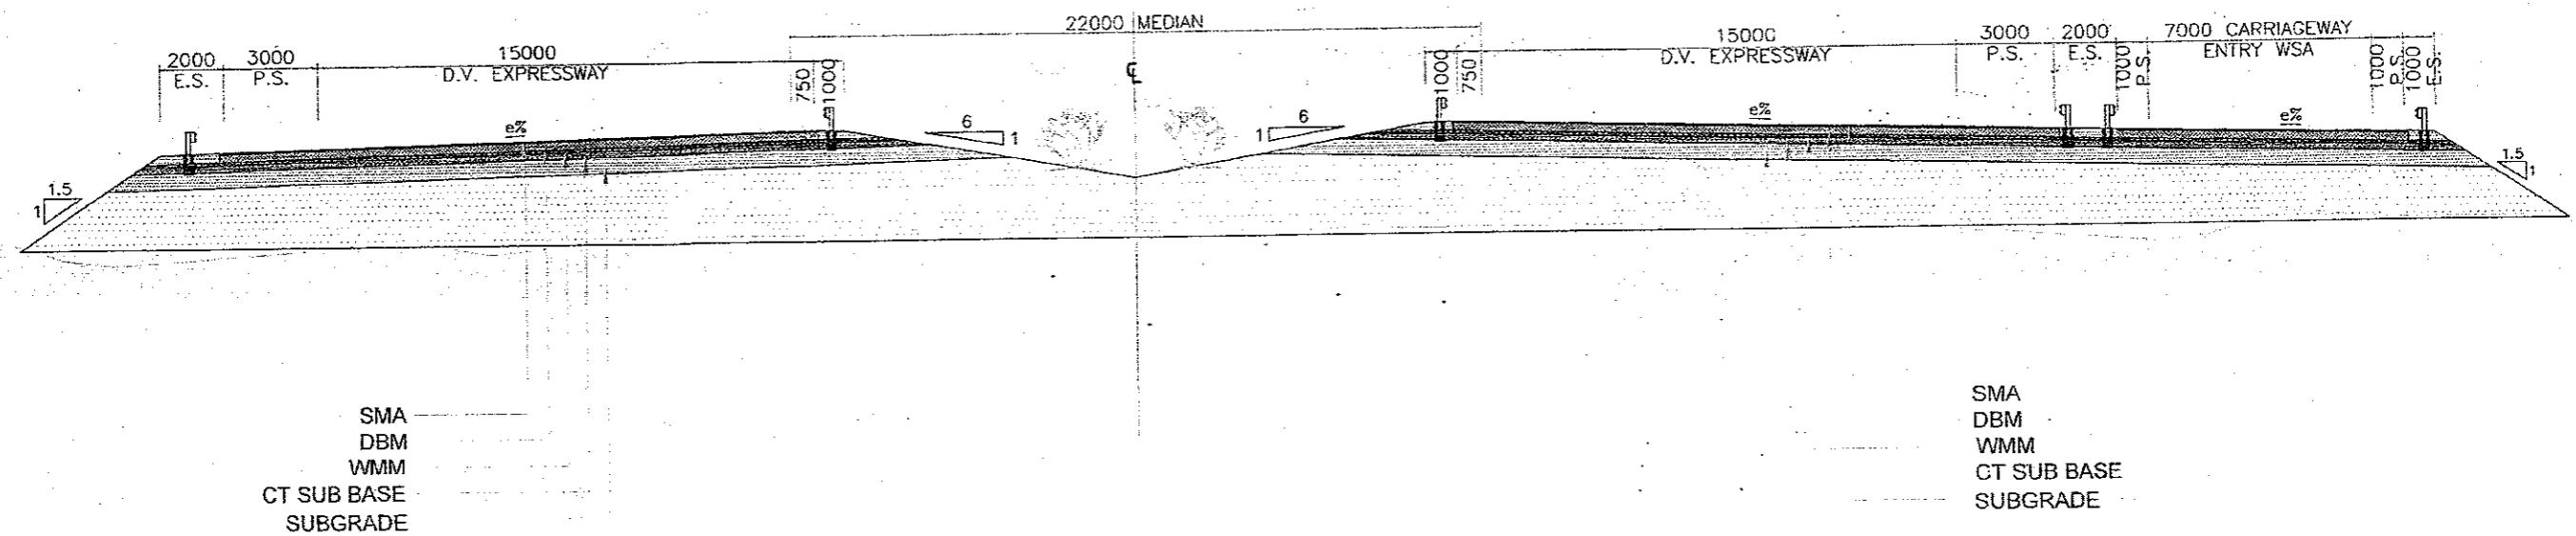 22000 MEDIAN
2000 3000 15000
E.S. P.S. D.V. EXPRESSWAY
750 1000
15000 3000 2000 7000 CARRIAGEWAY
D.V. EXPRESSWAY P.S. E.S. ENTRY WSA
1000 750
1000 P.S.
1000 P.S. 1000 E.S.
e% 6 1
6 1 e% e%
1.5 1
1.5 1
SMA
DBM
WMM
CT SUB BASE
SUBGRADE
SMA
DBM
WMM
CT SUB BASE
SUBGRADE